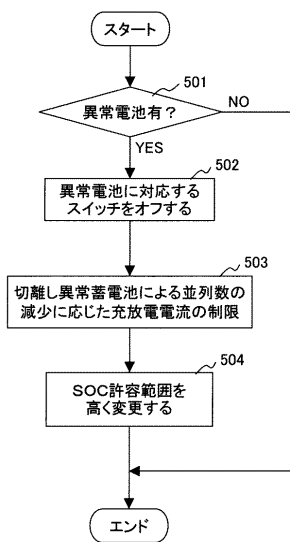 スタート
501
異常電池有？
NO
YES
502
異常電池に対応する
スイッチをオフする
503
切離し異常蓄電池による並列数の
減少に応じた充放電電流の制限
504
SOC許容範囲を
高く変更する
エンド